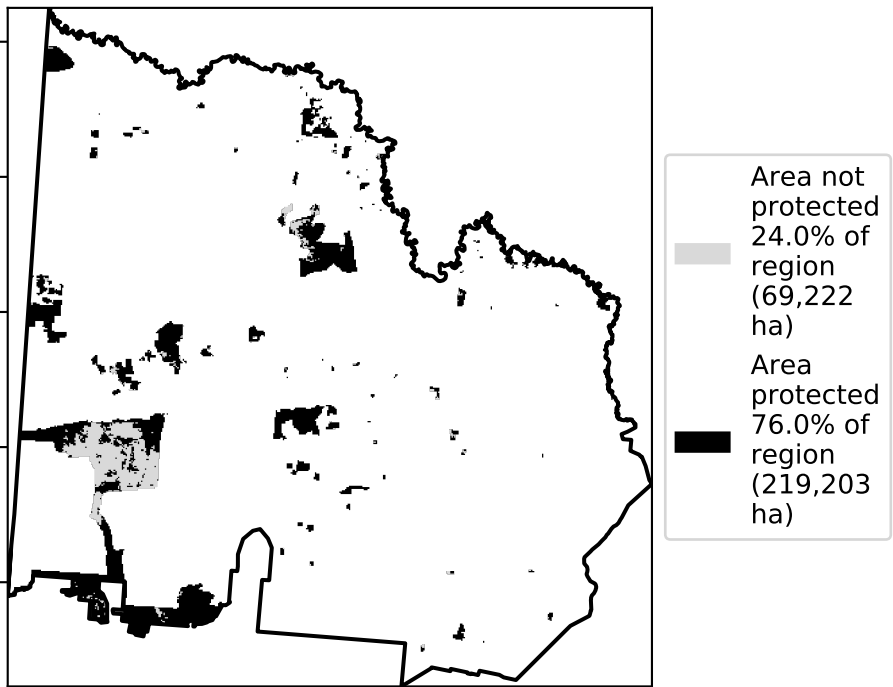 Area not
protected
24.0% of
region
(69,222
ha)
Area
protected
76.0% of
region
(219,203
ha)